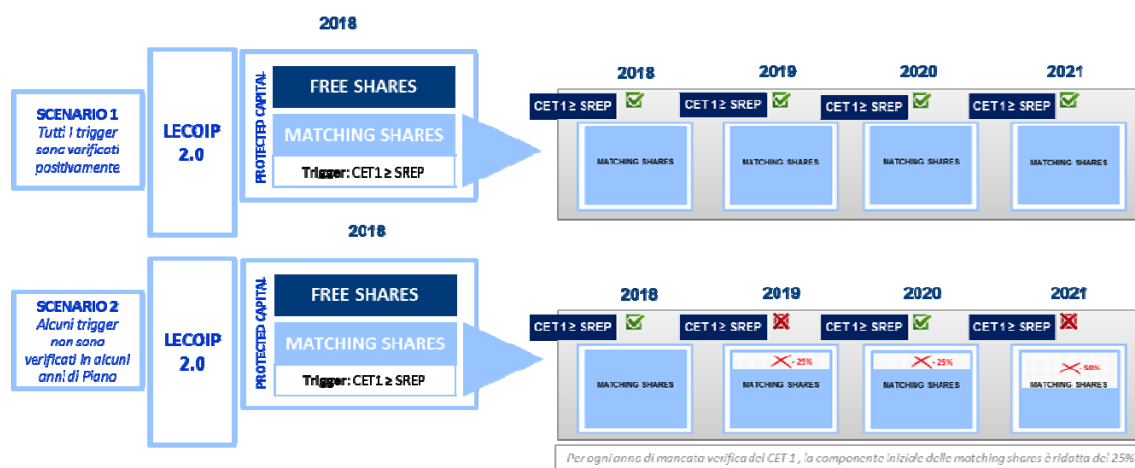 2018
SCENARIO 1
Tutti i trigger
sono verificati
positivamente
LECOIP
2.0
PROTECTED CAPITAL
FREE SHARES
MATCHING SHARES
Trigger: CET1 ≥ SREP
2018
2019
2020
2021
CET1 ≥ SREP
CET1 ≥ SREP
CET1 ≥ SREP
CET1 ≥ SREP
MATCHING SHARES
MATCHING SHARES
MATCHING SHARES
MATCHING SHARES
2018
SCENARIO 2
Alcuni trigger
non sono
verificati in alcuni
anni di Piano
LECOIP
2.0
PROTECTED CAPITAL
FREE SHARES
MATCHING SHARES
Trigger: CET1 ≥ SREP
2018
2019
2020
2021
CET1 ≥ SREP
CET1 ≥ SREP
CET1 ≥ SREP
CET1 ≥ SREP
- 25%
- 25%
- 50%
MATCHING SHARES
MATCHING SHARES
MATCHING SHARES
MATCHING SHARES
Per ogni anno di mancata verifica del CET 1 , la componente iniziale delle matching shares è ridotta del 25%